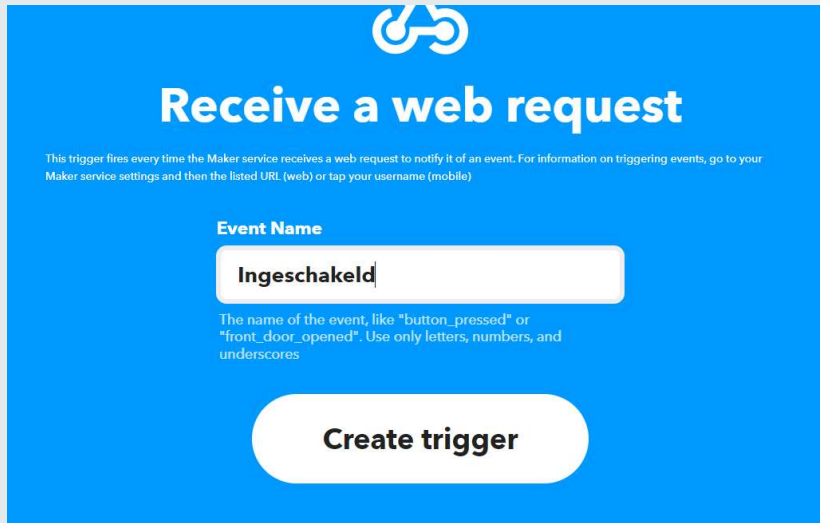 Receive a web request
This trigger fires every time the Maker service receives a web request to notify it of an event. For information on triggering events, go to your
Maker service settings and then the listed URL (web) or tap your username (mobile)
Event Name
Ingeschakeld
The name of the event, like "button_pressed" or
"front_door_opened". Use only letters, numbers, and
underscores
Create trigger